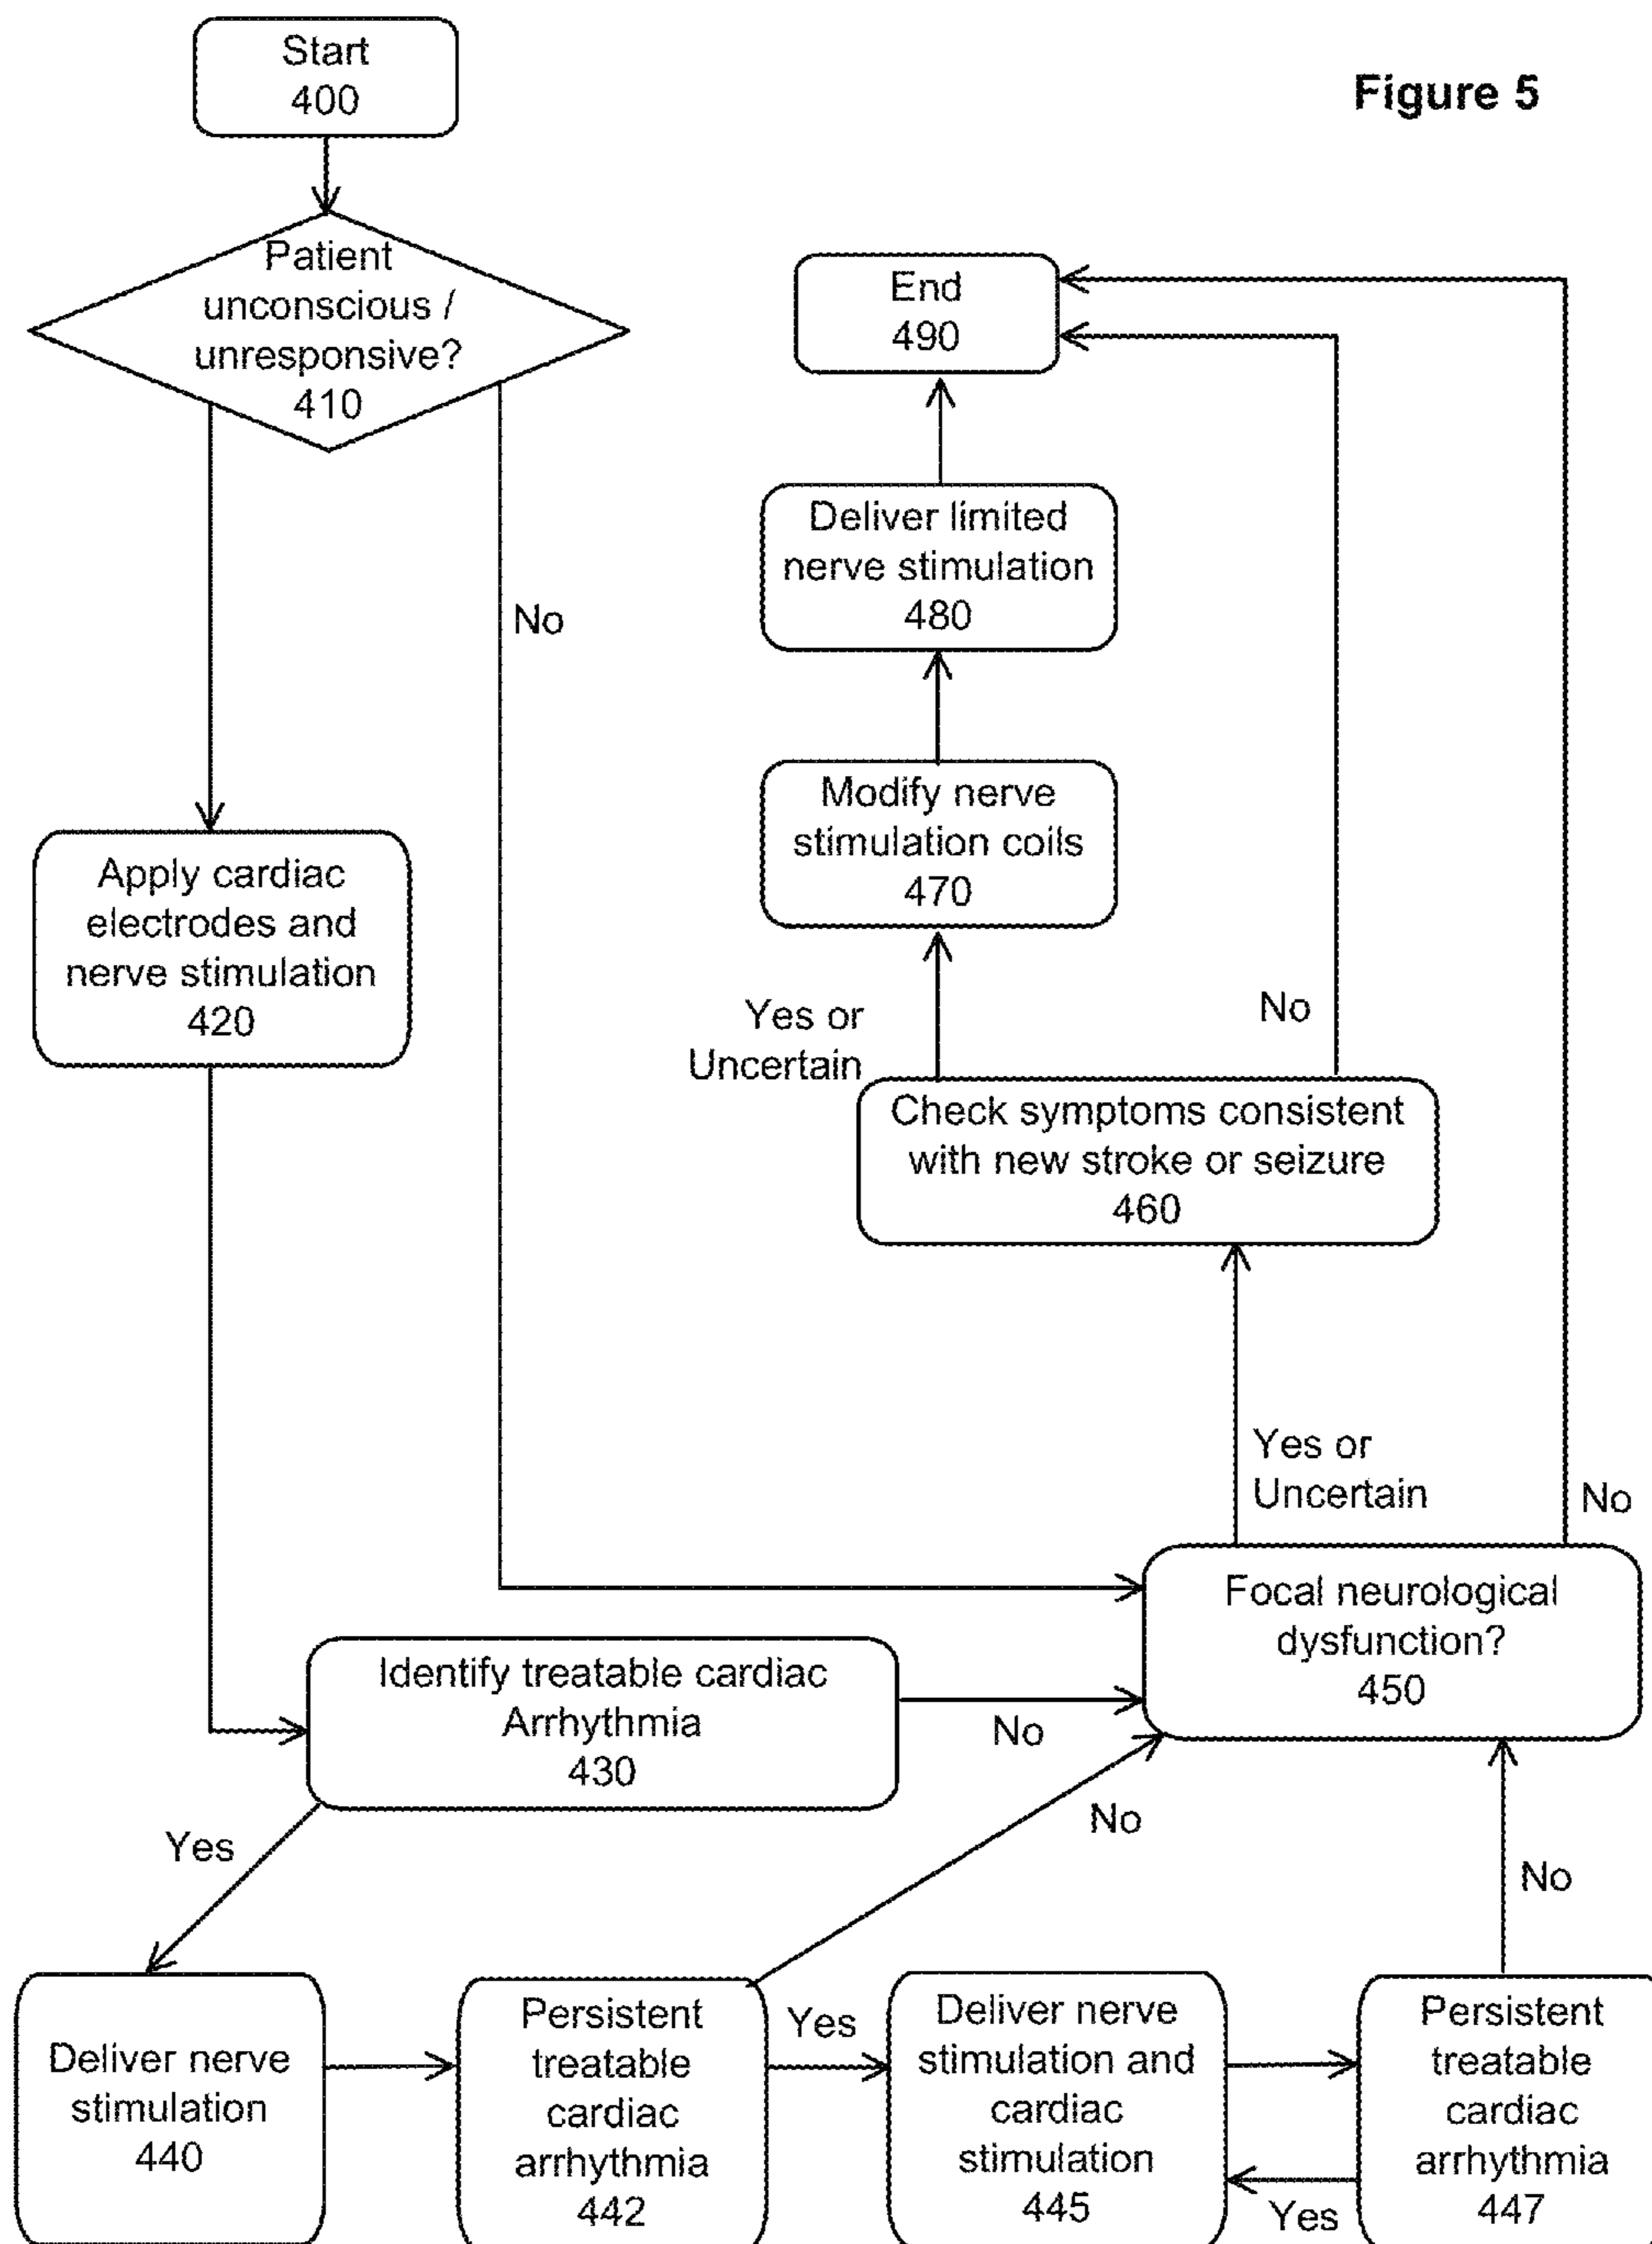 Figure 5
Start
400
Patient
unconscious /
unresponsive?
410
No
Apply cardiac
electrodes and
nerve stimulation
420
End
490
Deliver limited
nerve stimulation
480
Modify nerve
stimulation coils
470
Yes or
Uncertain
No
Check symptoms consistent
with new stroke or seizure
460
Yes or
Uncertain
No
Focal neurological
dysfunction?
450
Identify treatable cardiac
Arrhythmia
430
No
Yes
No
No
Deliver nerve
stimulation
440
Persistent
treatable
cardiac
arrhythmia
442
Yes
Deliver nerve
stimulation and
cardiac
stimulation
445
Yes
Persistent
treatable
cardiac
arrhythmia
447